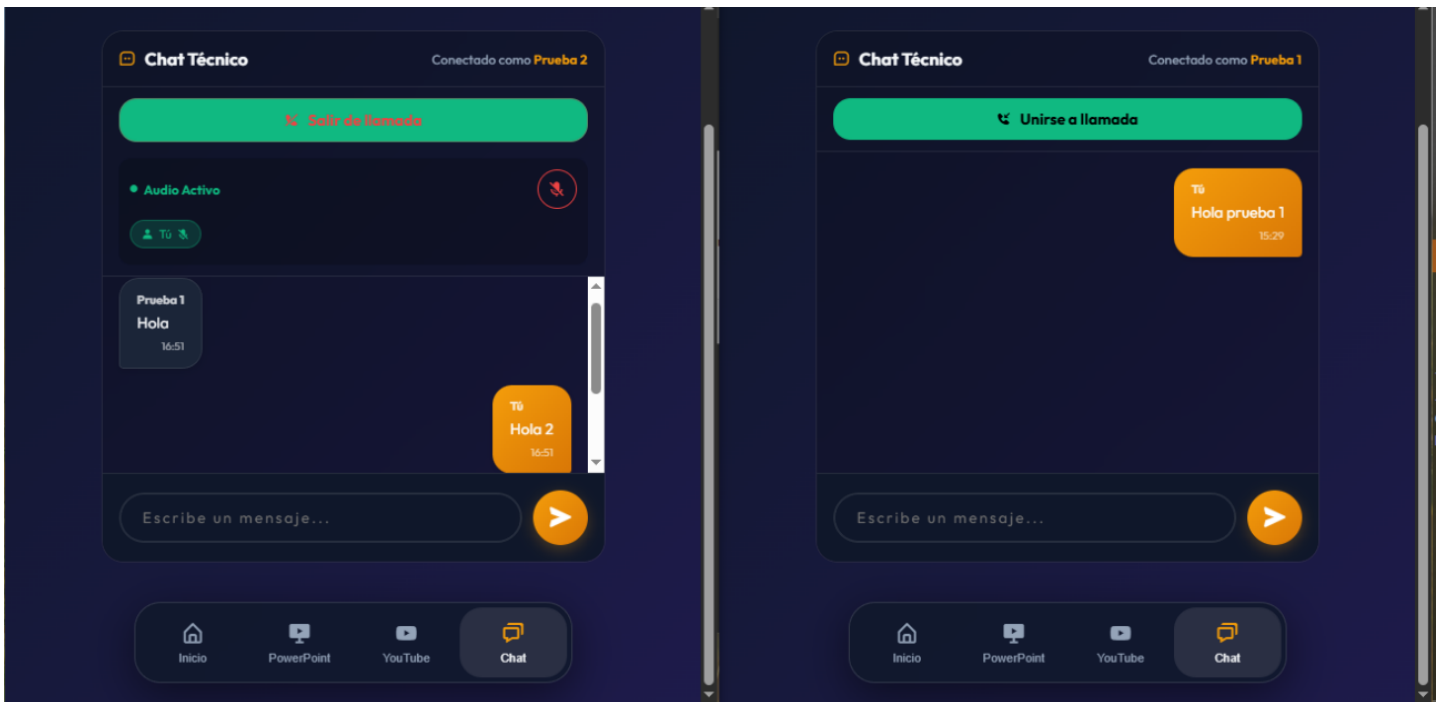 Chat Técnico
Conectado como Prueba 2
Salir de llamada
Audio Activo
Tú
Prueba 1
Hola
16:51
Tú
Hola 2
16:51
Escribe un mensaje...
Inicio
PowerPoint
YouTube
Chat
Chat Técnico
Conectado como Prueba 1
Unirse a llamada
Tú
Hola prueba 1
15:29
Escribe un mensaje...
Inicio
PowerPoint
YouTube
Chat